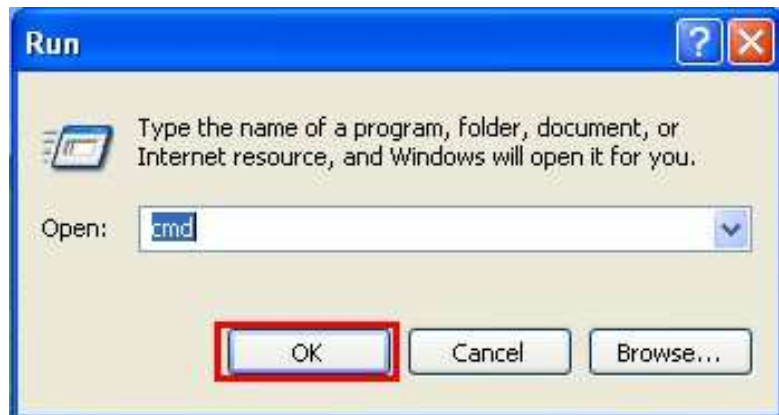 Run
Type the name of a program, folder, document, or
Internet resource, and Windows will open it for you.
Open: cmd
OK Cancel Browse...